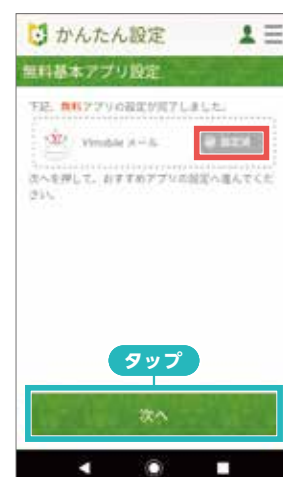 かんたん設定
無料基本アプリ設定
下記、無料アプリの設定が完了しました。
Y!mobile メール
設定済
次へを押して、おすすめアプリの設定へ進んでくだ
さい。
タップ
次へ